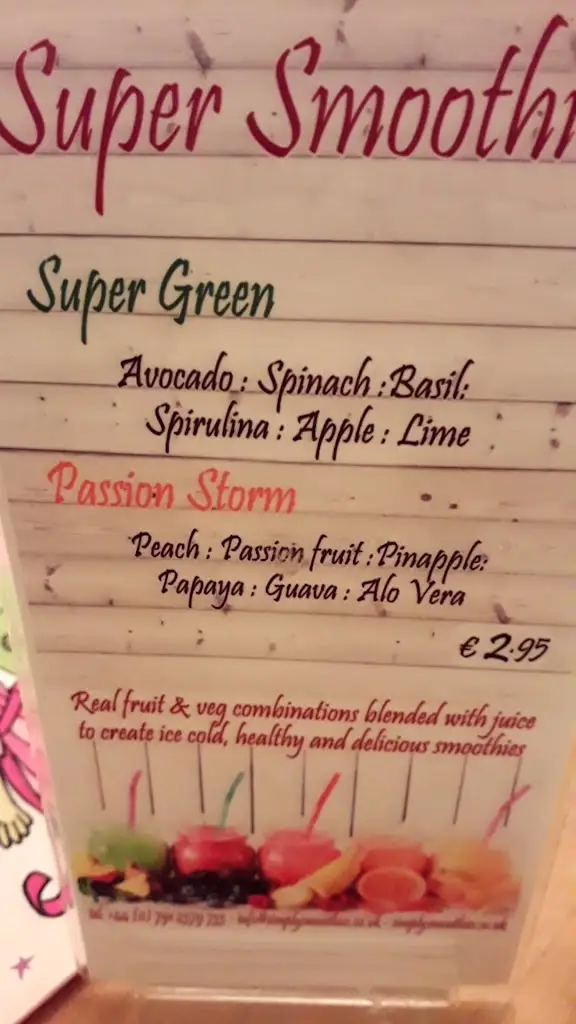 Super Smoothi
Super Green
Avocado : Spinach : Basil:
Spirulina : Apple : Lime
Passion Storm
Peach : Passion fruit : Pinapple:
Papaya : Guava : Alo Vera
€ 2.95
Real fruit & veg combinations blended with juice
to create ice cold, healthy and delicious smoothies